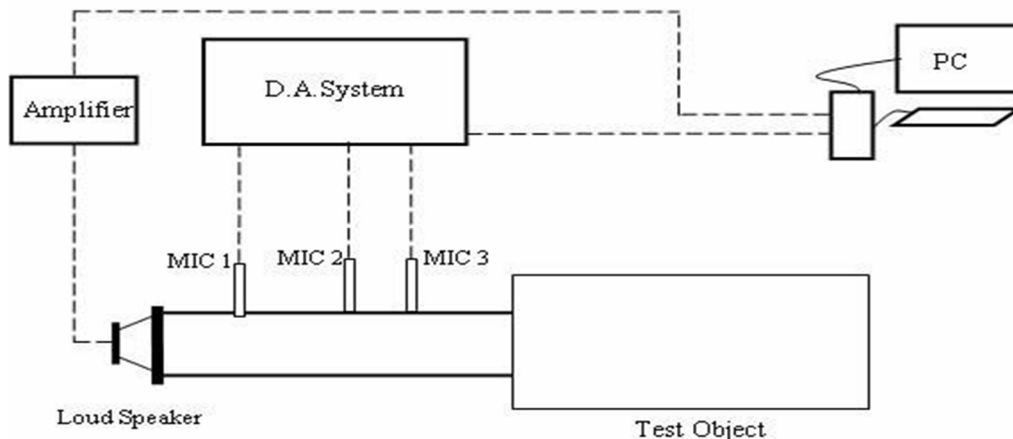 PC
D.A.System
Amplifier
MIC 1
MIC 2
MIC 3
Loud Speaker
Test Object